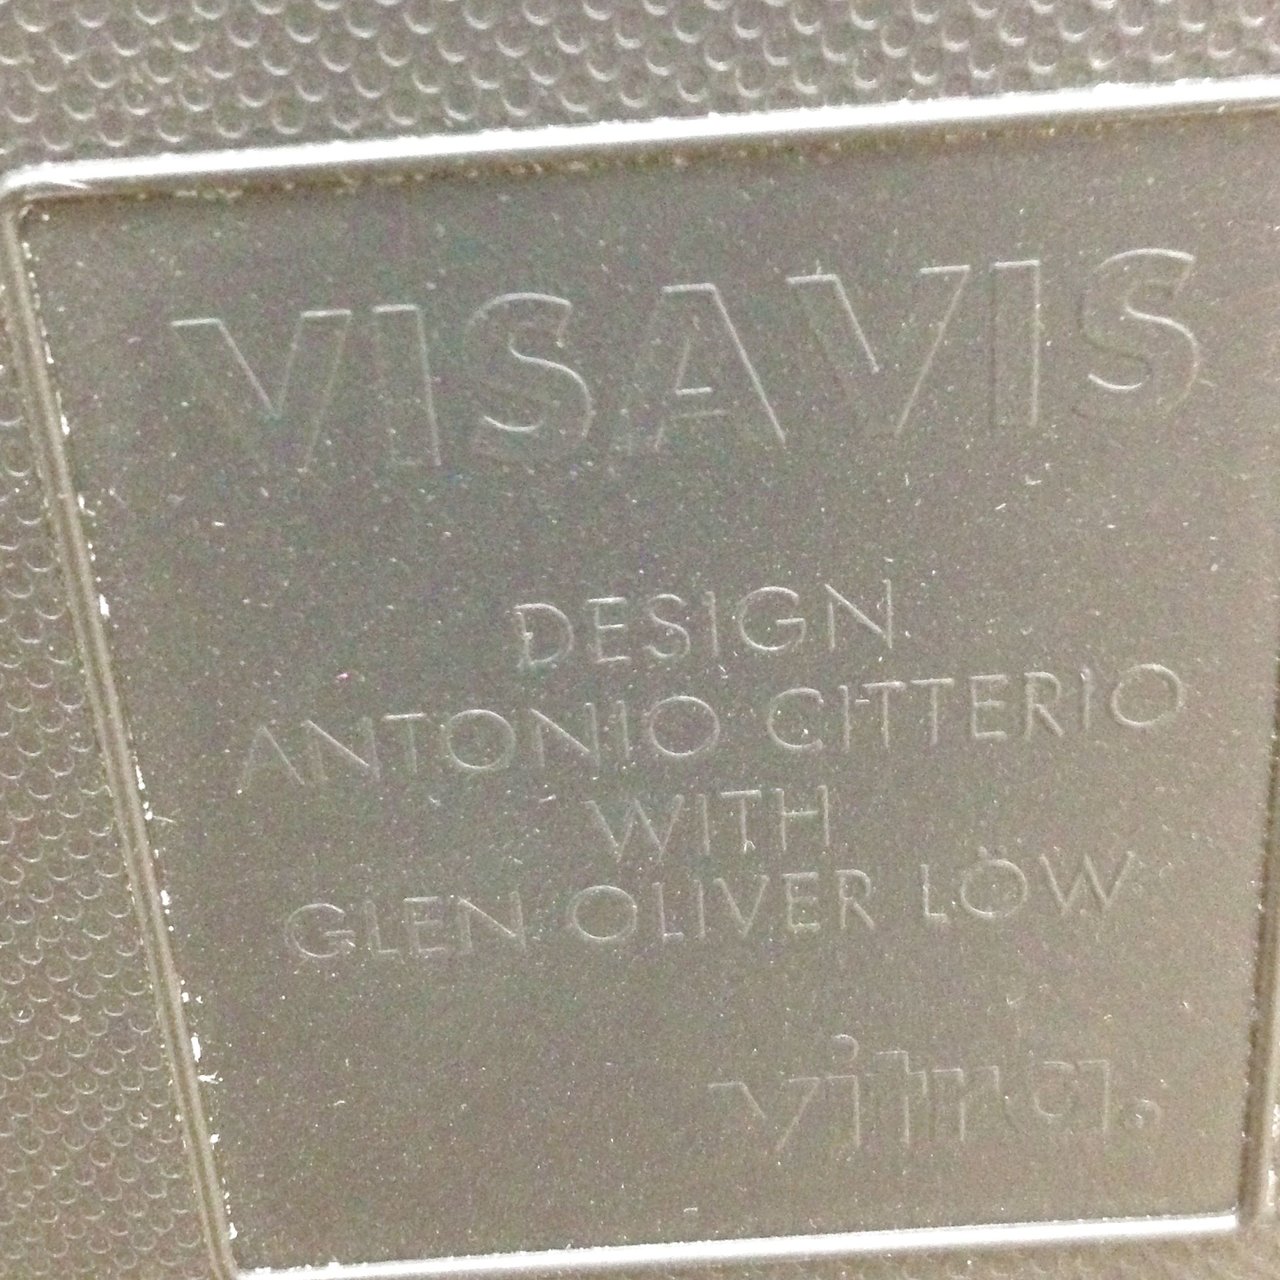 VISAVIS
DESIGN
ANTONIO CITTERIO
WITH
GLEN OLIVER LÖW
vitra.